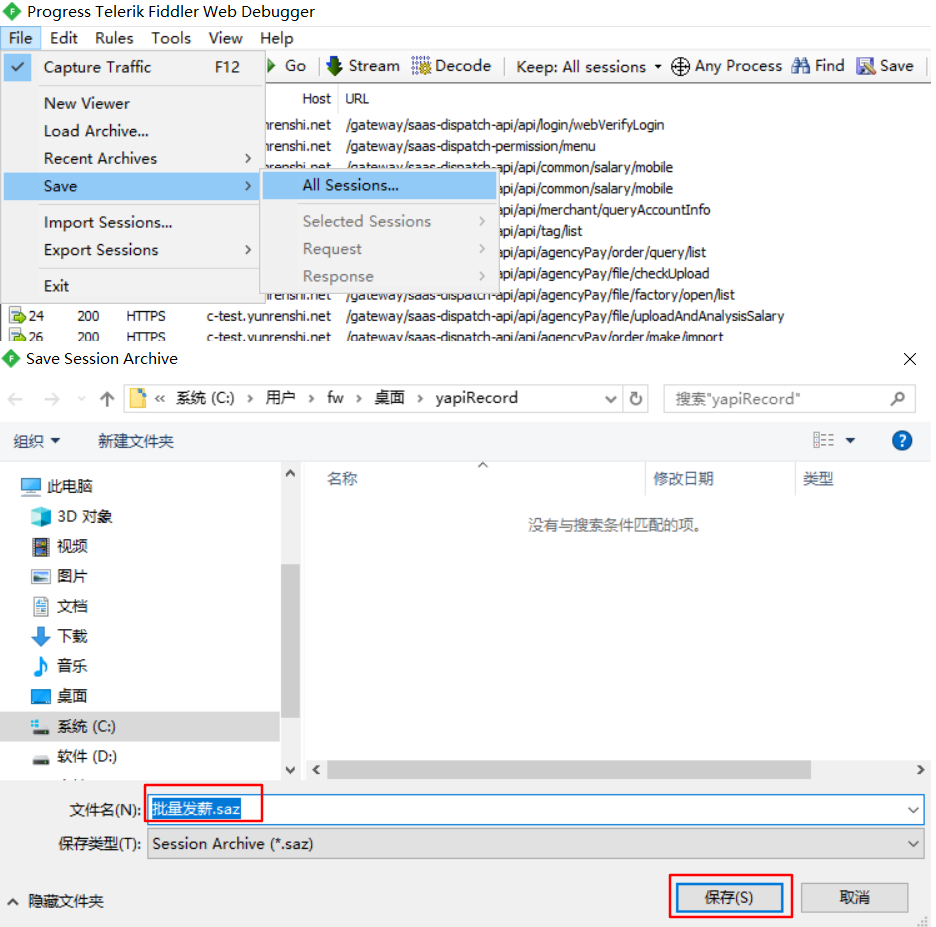 Progress Telerik Fiddler Web Debugger
File Edit Rules Tools View Help
Capture Traffic F12 Go Stream Decode Keep: All sessions Any Process Find Save
New Viewer Host URL
Load Archive... nrenshi.net /gateway/saas-dispatch-api/api/login/webVerifyLogin
Recent Archives nrenshi.net /gateway/saas-dispatch-permission/menu
nrenshi.net /gateway/saas-dispatch-api/api/common/salary/mobile
Save All Sessions... api/common/salary/mobile
Import Sessions... Selected Sessions api/api/merchant/queryAccountInfo
api/api/tag/list
Export Sessions Request api/api/agencyPay/order/query/list
Response api/api/agencyPay/file/checkUpload
Exit nrenshi.net /gateway/saas-dispatch-api/api/agencyPay/file/factory/open/list
24 200 HTTPS c-test.yunrenshi.net /gateway/saas-dispatch-api/api/agencyPay/file/uploadAndAnalysisSalary
26 200 HTTPS c-test.yunrenshi.net /gateway/saas-dispatch-api/api/agencyPay/order/make/import
Save Session Archive
« 系统 (C:) › 用户 › fw › 桌面 › yapiRecord 搜索"yapiRecord"
组织 新建文件夹
此电脑 名称 修改日期 类型
3D 对象 没有与搜索条件匹配的项。
视频
图片
文档
下载
音乐
桌面
系统 (C:)
软件 (D:)
文件名(N): 批量发薪.saz
保存类型(T): Session Archive (*.saz)
隐藏文件夹 保存(S) 取消